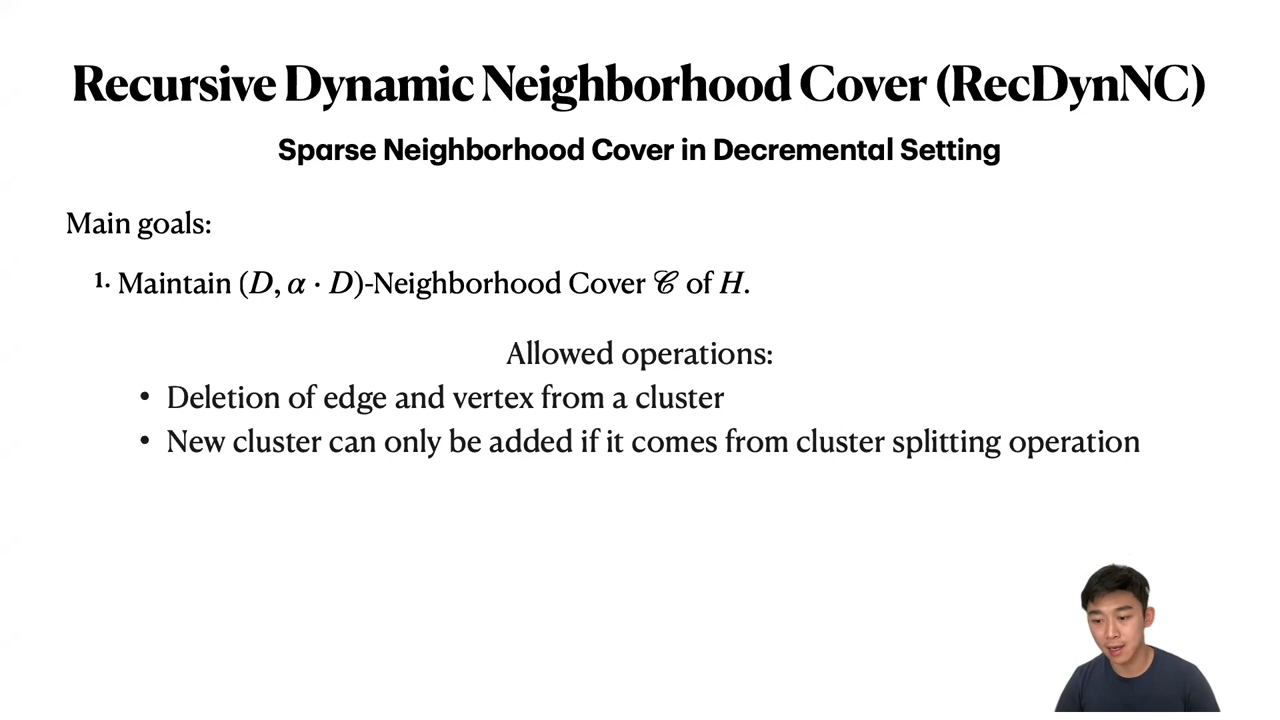 Recursive Dynamic Neighborhood Cover (RecDynNC)
Sparse Neighborhood Cover in Decremental Setting
Main goals:
1. Maintain (D, α · D)-Neighborhood Cover 𝒞 of H.
Allowed operations:
• Deletion of edge and vertex from a cluster
• New cluster can only be added if it comes from cluster splitting operation